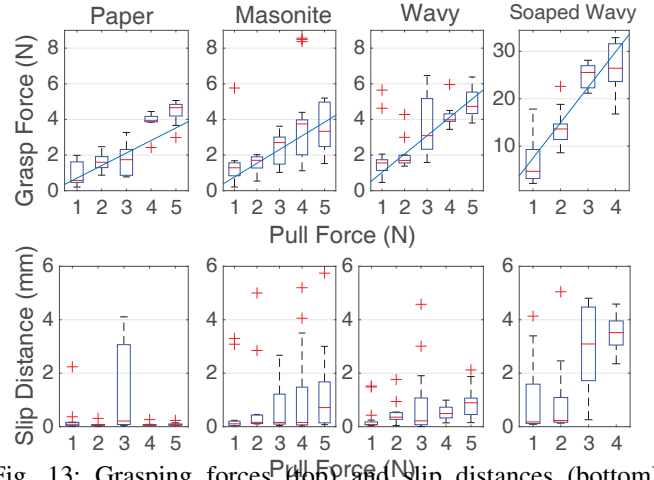 Paper Masonite Wavy Soaped Wavy
Grasp Force (N)
8 8 8 30
6 6 6
4 4 4 20
2 2 2 10
0 0 0
1 2 3 4 5 1 2 3 4 5 1 2 3 4 5 1 2 3 4
Pull Force (N)
Slip Distance (mm)
6 6 6 6
4 4 4 4
2 2 2 2
0 0 0 0
1 2 3 4 5 1 2 3 4 5 1 2 3 4 5 1 2 3 4
Pull Force (N)
Fig. 13: Grasping forces (top) and slip distances (bottom)